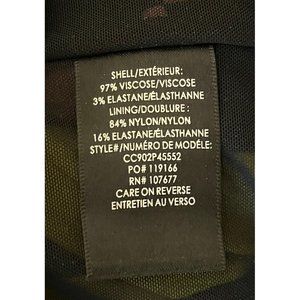 SHELL/EXTÉRIEUR:
97% VISCOSE/VISCOSE
3% ELASTANE/ÉLASTHANNE
LINING/DOUBLURE :
84% NYLON/NYLON
16% ELASTANE/ÉLASTHANNE
STYLE#/NUMÉRO DE MODÉLE:
CC902P45552
PO# 119166
RN# 107677
CARE ON REVERSE
ENTRETIEN AU VERSO